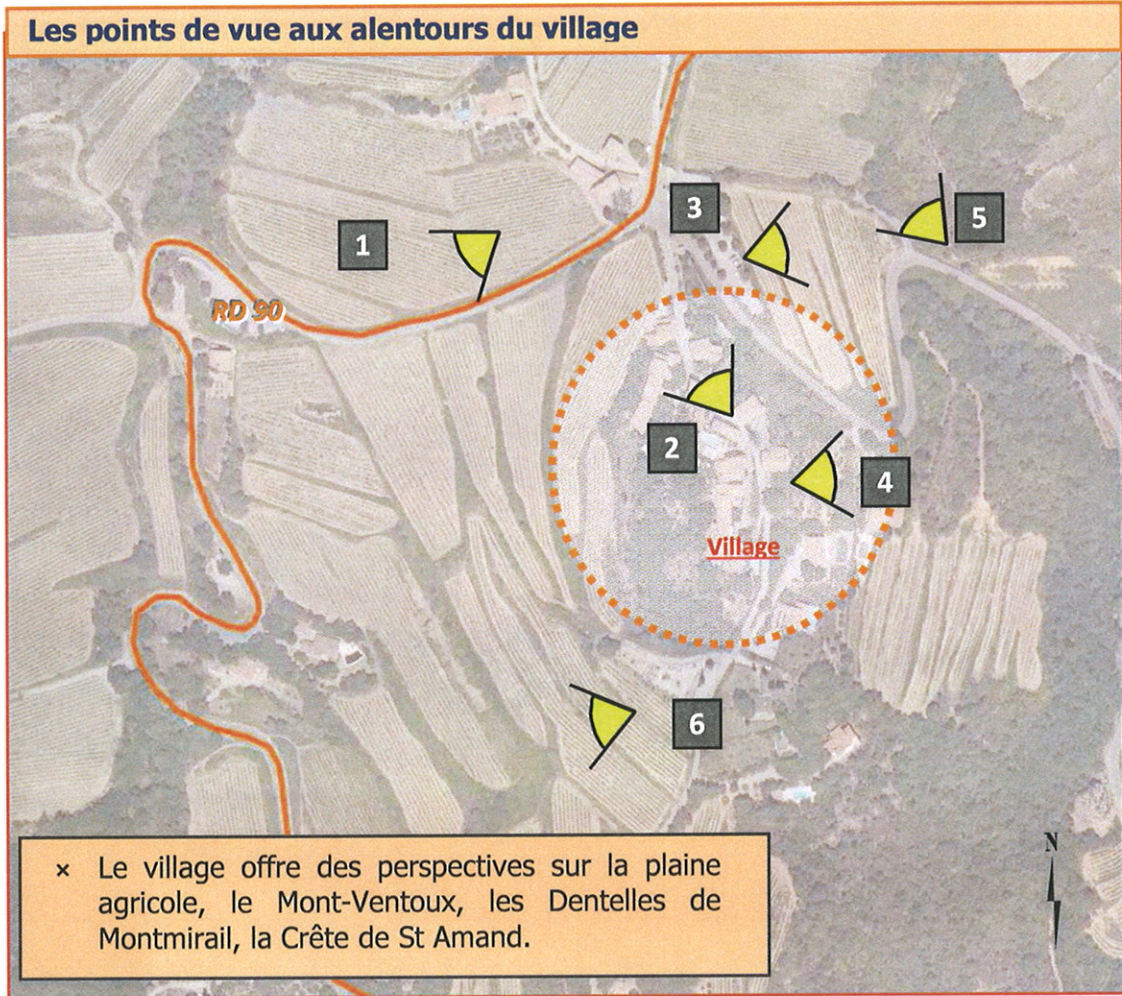 Les points de vue aux alentours du village
3
5
1
RD 90
2
4
Village
6
N
× Le village offre des perspectives sur la plaine
agricole, le Mont-Ventoux, les Dentelles de
Montmirail, la Crête de St Amand.